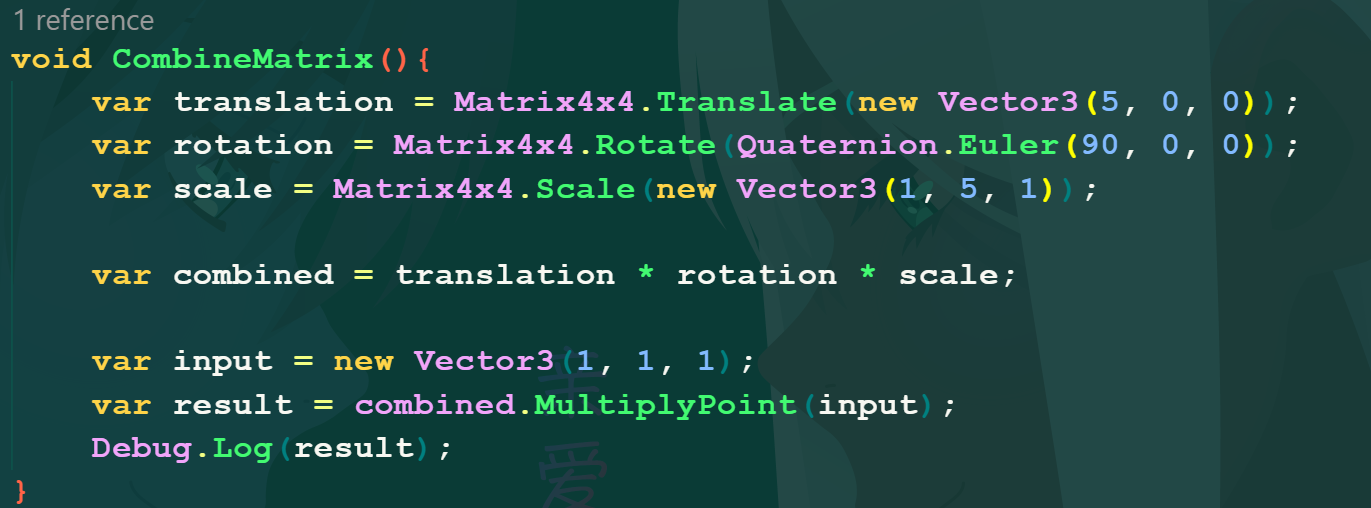 1 reference
void CombineMatrix(){
    var translation = Matrix4x4.Translate(new Vector3(5, 0, 0));
    var rotation = Matrix4x4.Rotate(Quaternion.Euler(90, 0, 0));
    var scale = Matrix4x4.Scale(new Vector3(1, 5, 1));
    var combined = translation * rotation * scale;
    var input = new Vector3(1, 1, 1);
    var result = combined.MultiplyPoint(input);
    Debug.Log(result);
爱
}